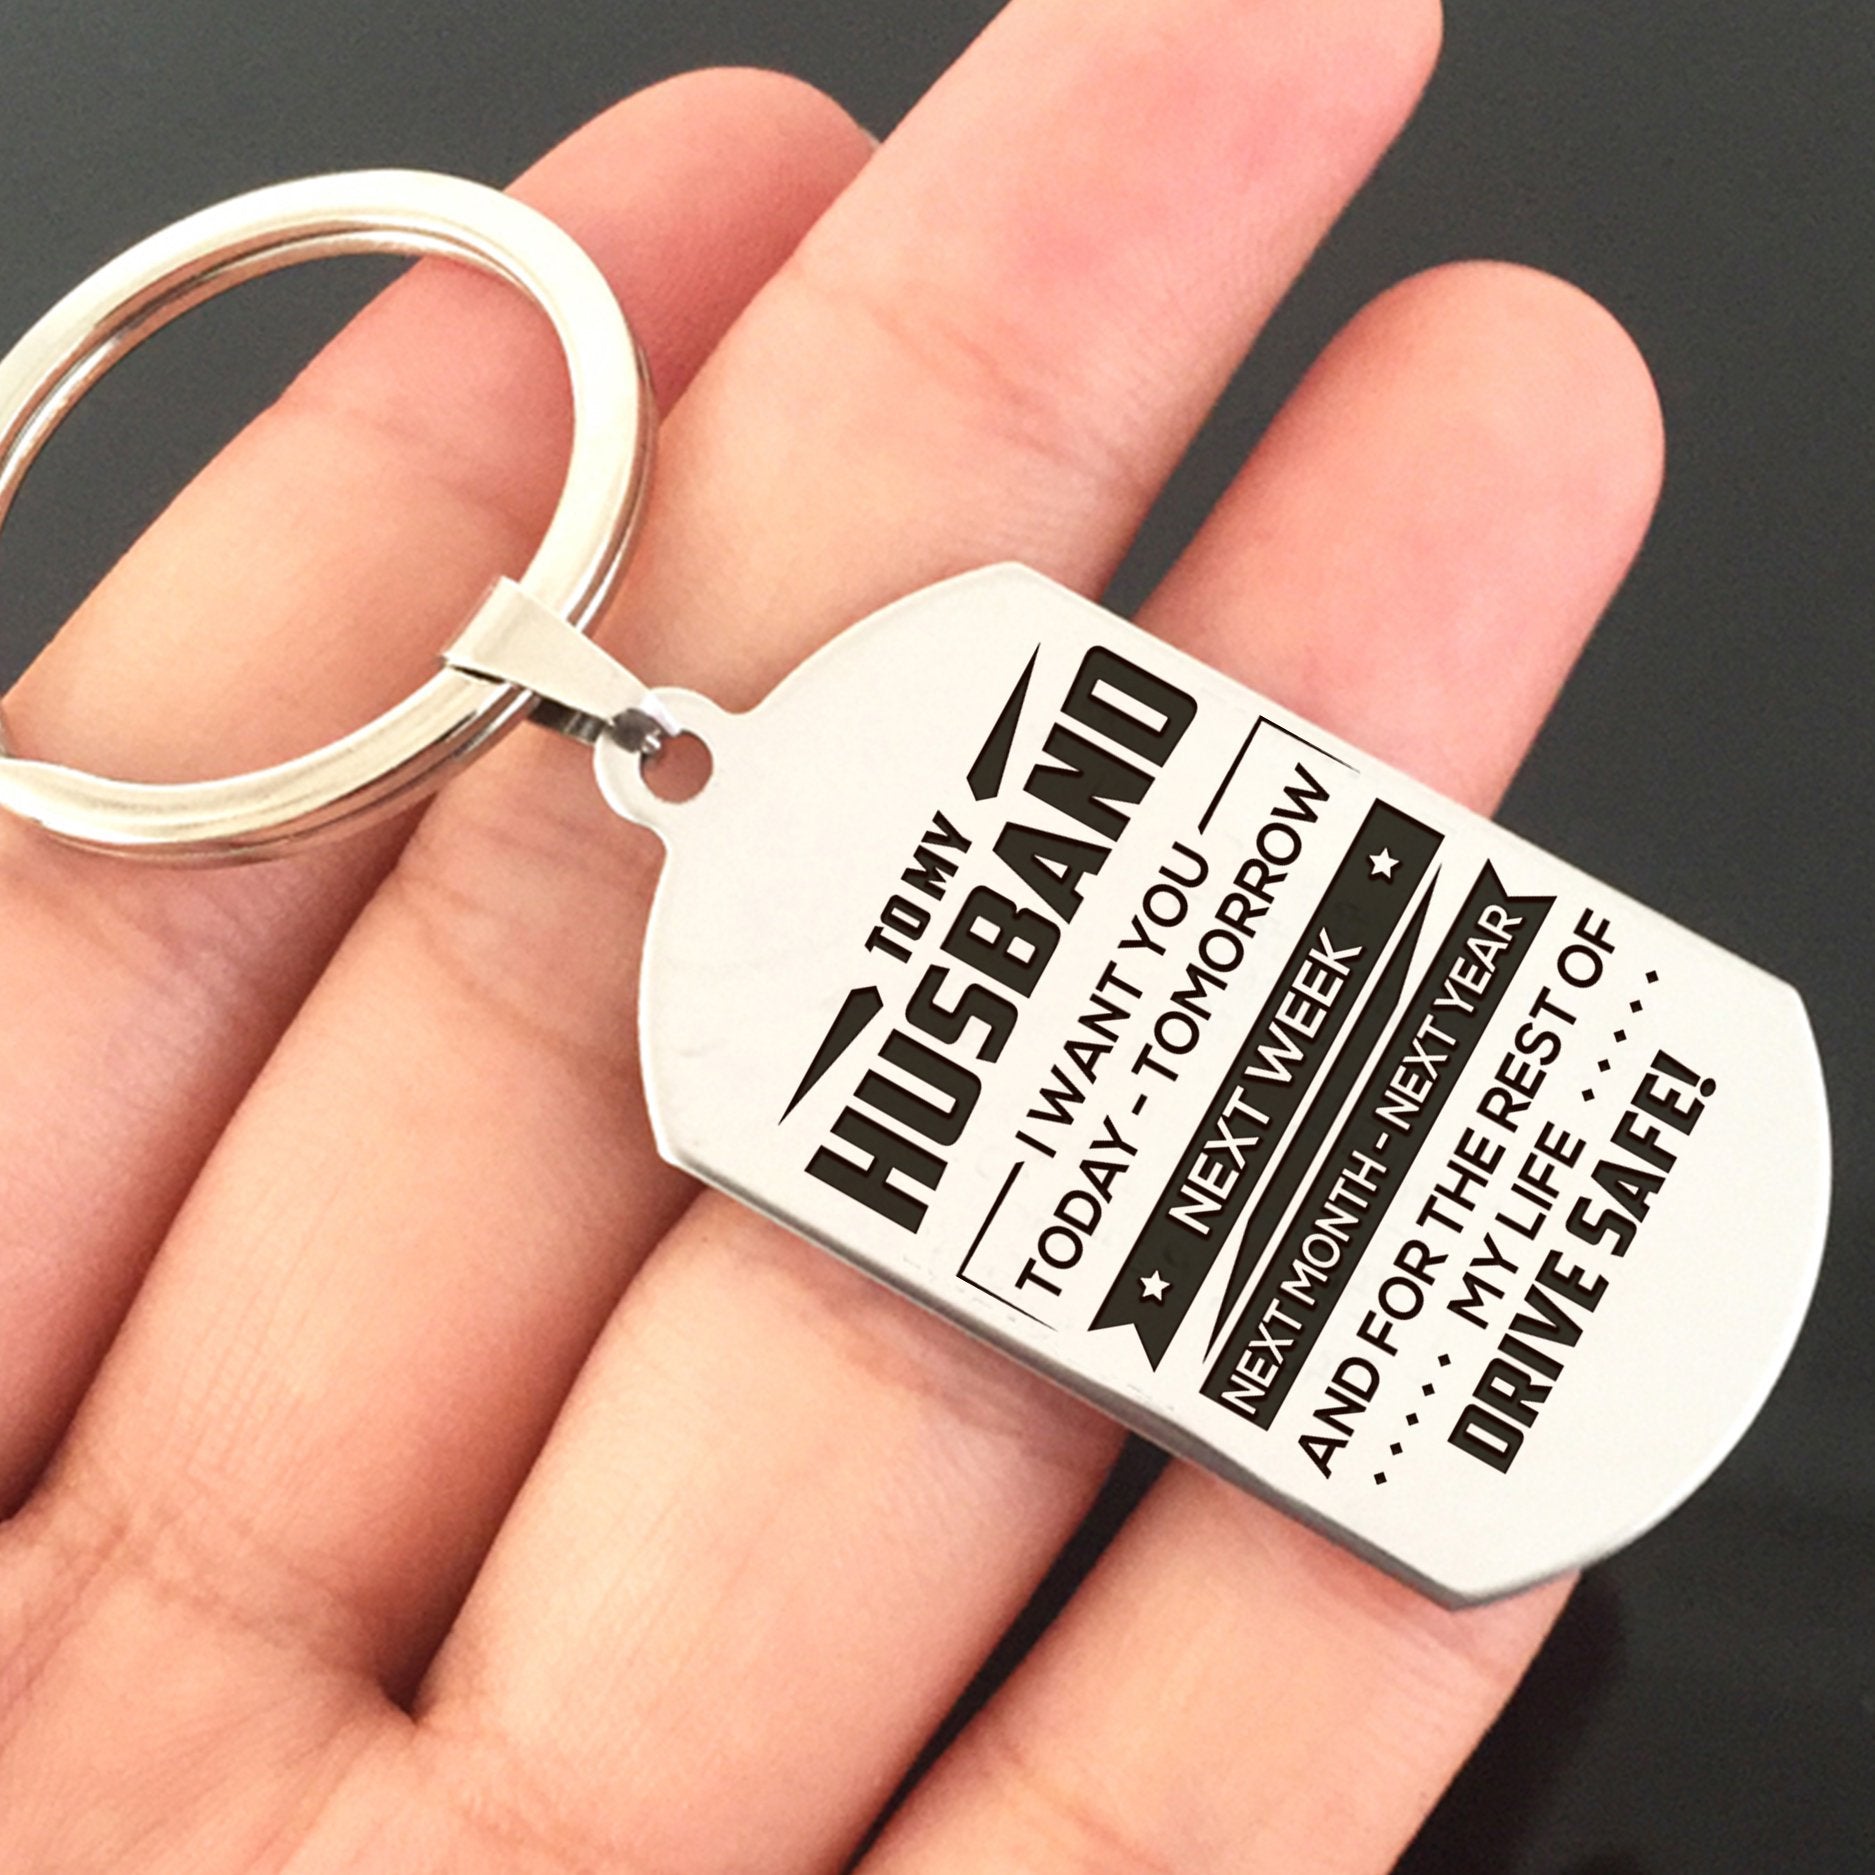 TO MY
HUSBAND
I WANT YOU
TODAY - TOMORROW
NEXT WEEK
NEXT MONTH - NEXT YEAR
AND FOR THE REST OF
MY LIFE
DRIVE SAFE!